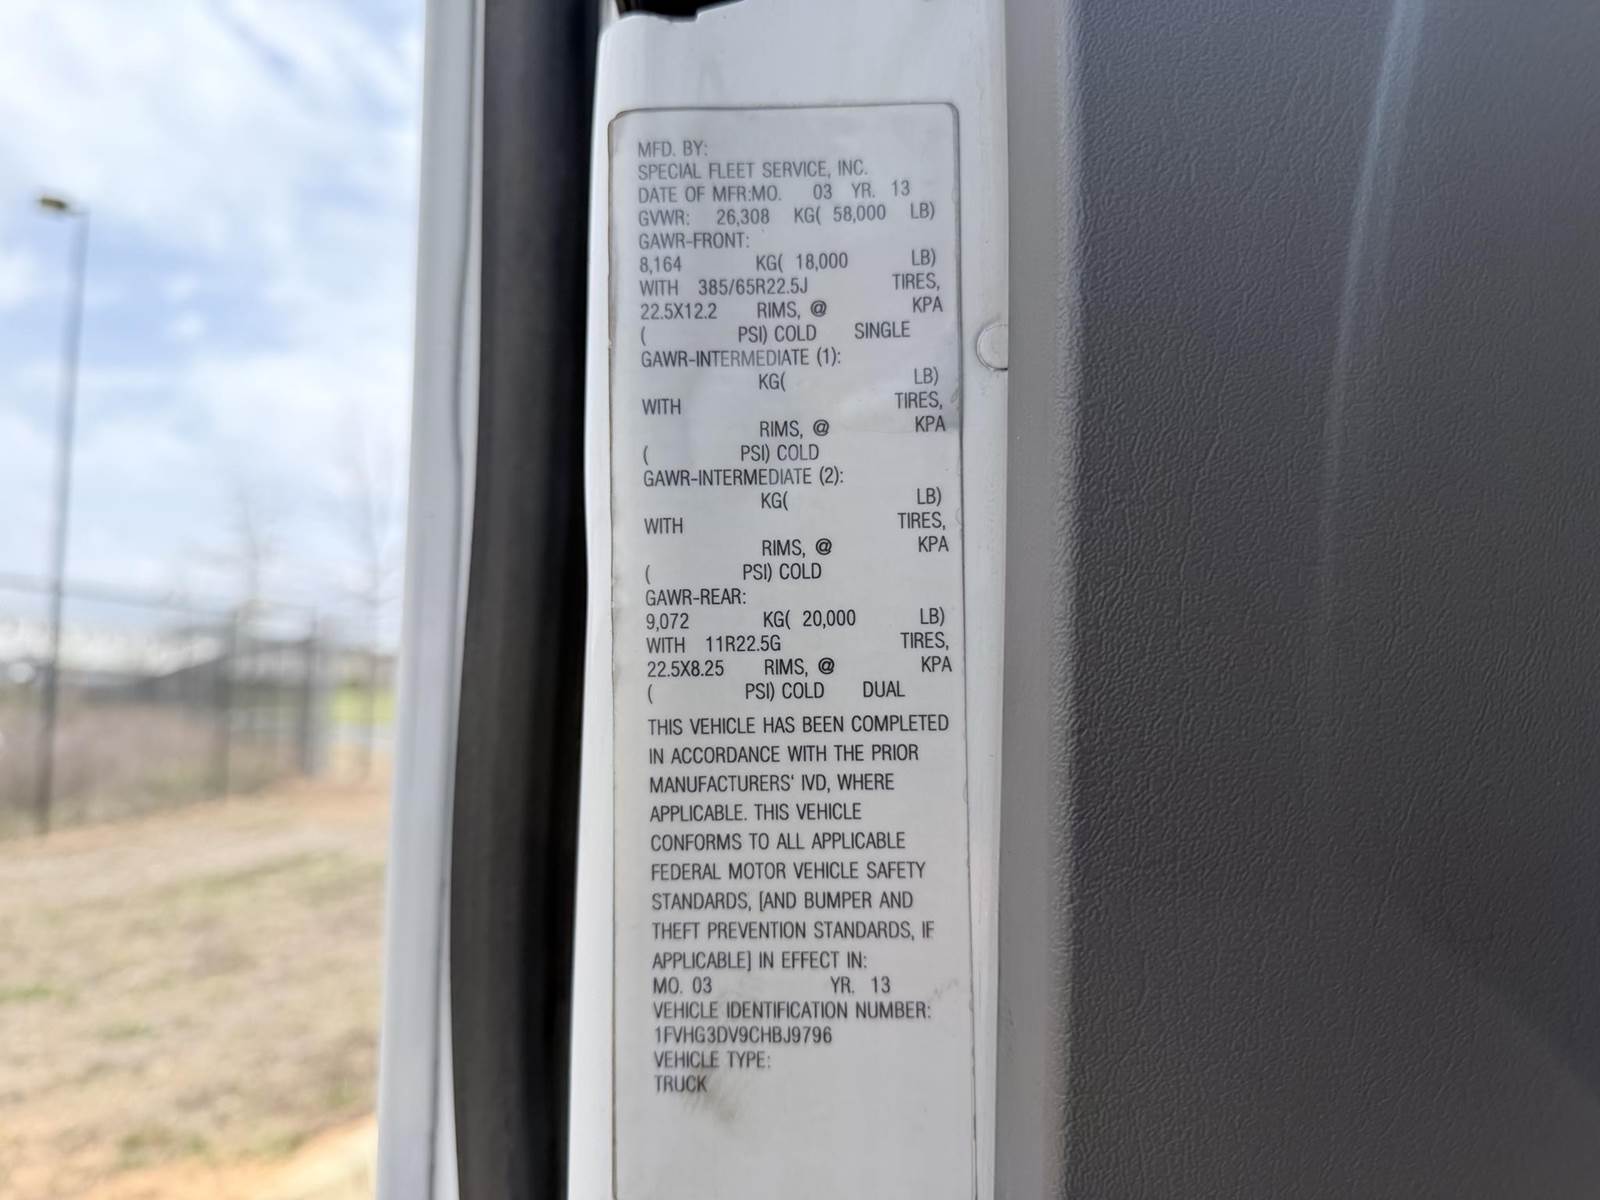 MFD. BY:
SPECIAL FLEET SERVICE, INC.
DATE OF MFR:MO. 03 YR. 13
GVWR: 26,308 KG( 58,000 LB)
GAWR-FRONT:
8,164 KG( 18,000 LB)
WITH 385/65R22.5J TIRES,
22.5X12.2 RIMS, @ KPA
( PSI) COLD SINGLE
GAWR-INTERMEDIATE (1):
KG( LB)
WITH TIRES,
RIMS, @ KPA
( PSI) COLD
GAWR-INTERMEDIATE (2):
KG( LB)
WITH TIRES,
RIMS, @ KPA
( PSI) COLD
GAWR-REAR:
9,072 KG( 20,000 LB)
WITH 11R22.5G TIRES,
22.5X8.25 RIMS, @ KPA
( PSI) COLD DUAL
THIS VEHICLE HAS BEEN COMPLETED
IN ACCORDANCE WITH THE PRIOR
MANUFACTURERS' IVD, WHERE
APPLICABLE. THIS VEHICLE
CONFORMS TO ALL APPLICABLE
FEDERAL MOTOR VEHICLE SAFETY
STANDARDS, [AND BUMPER AND
THEFT PREVENTION STANDARDS, IF
APPLICABLE] IN EFFECT IN:
MO. 03 YR. 13
VEHICLE IDENTIFICATION NUMBER:
1FVHG3DV9CHBJ9796
VEHICLE TYPE:
TRUCK